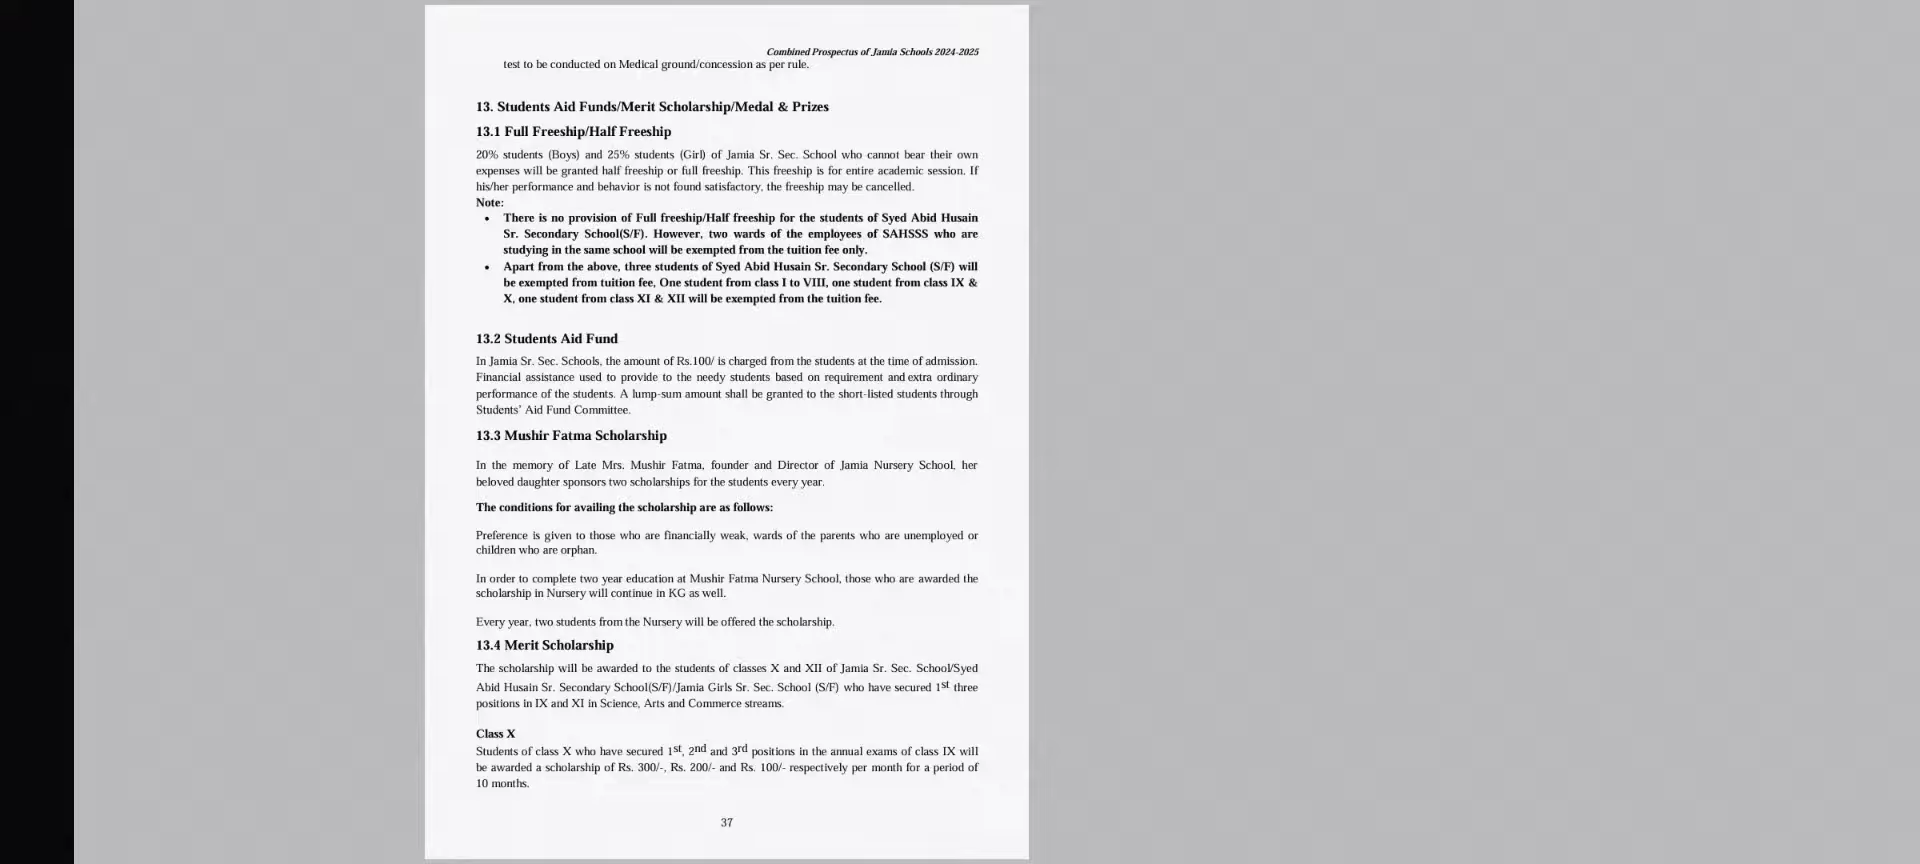 Combined Prospectus of Jamia Schools 2024-2025
test to be conducted on Medical ground/concession as per rule.
13. Students Aid Funds/Merit Scholarship/Medal & Prizes
13.1 Full Freeship/Half Freeship
20% students (Boys) and 25% students (Girl) of Jamia Sr. Sec. School who cannot bear their own
expenses will be granted half freeship or full freeship. This freeship is for entire academic session. If
his/her performance and behavior is not found satisfactory, the freeship may be cancelled.
Note:
• There is no provision of Full freeship/Half freeship for the students of Syed Abid Husain
Sr. Secondary School(S/F). However, two wards of the employees of SAHSSS who are
studying in the same school will be exempted from the tuition fee only.
• Apart from the above, three students of Syed Abid Husain Sr. Secondary School (S/F) will
be exempted from tuition fee, One student from class I to VIII, one student from class IX &
X, one student from class XI & XII will be exempted from the tuition fee.
13.2 Students Aid Fund
In Jamia Sr. Sec. Schools, the amount of Rs.100/ is charged from the students at the time of admission.
Financial assistance used to provide to the needy students based on requirement and extra ordinary
performance of the students. A lump-sum amount shall be granted to the short-listed students through
Students' Aid Fund Committee.
13.3 Mushir Fatma Scholarship
In the memory of Late Mrs. Mushir Fatma, founder and Director of Jamia Nursery School, her
beloved daughter sponsors two scholarships for the students every year.
The conditions for availing the scholarship are as follows:
Preference is given to those who are financially weak, wards of the parents who are unemployed or
children who are orphan.
In order to complete two year education at Mushir Fatma Nursery School, those who are awarded the
scholarship in Nursery will continue in KG as well.
Every year, two students from the Nursery will be offered the scholarship.
13.4 Merit Scholarship
The scholarship will be awarded to the students of classes X and XII of Jamia Sr. Sec. School/Syed
Abid Husain Sr. Secondary School(S/F)/Jamia Girls Sr. Sec. School (S/F) who have secured 1st three
positions in IX and XI in Science, Arts and Commerce streams.
Class X
Students of class X who have secured 1st, 2nd and 3rd positions in the annual exams of class IX will
be awarded a scholarship of Rs. 300/-, Rs. 200/- and Rs. 100/- respectively per month for a period of
10 months.
37